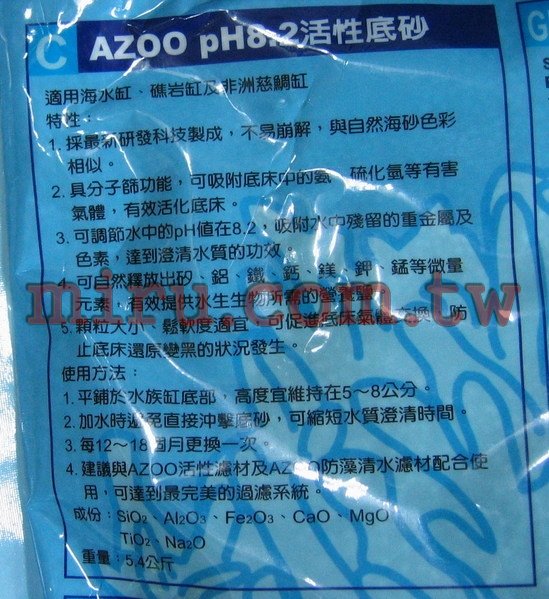 C AZOO pH8.2活性底砂
G
適用海水缸、礁岩缸及非洲慈鯛缸
特性:
1. 採最新研發科技製成,不易崩解,與自然海砂色彩
相似。
2. 具分子篩功能,可吸附底床中的氨、硫化氫等有害
氣體,有效活化底床。
3. 可調節水中的pH值在8.2,吸附水中殘留的重金屬及
色素,達到澄清水質的功效。
4. 可自然釋放出矽、鋁、鐵、鈣、鎂、鉀、錳等微量
元素,有效提供水生生物所需的營養鹽
miru.com.tw
5. 顆粒大小、鬆軟度適宜,可促進底床氣體交換,防
止底床還原變黑的狀況發生。
使用方法:
1. 平鋪於水族缸底部,高度宜維持在5~8公分。
2. 加水時避免直接沖擊底砂,可縮短水質澄清時間。
3. 每12~18個月更換一次。
4. 建議與AZOO活性濾材及AZOO防藻清水濾材配合使
用,可達到最完美的過濾系統。
成份:SiO2、Al2O3、Fe2O3、CaO、MgO
TiO2、Na2O
重量:5.4公斤